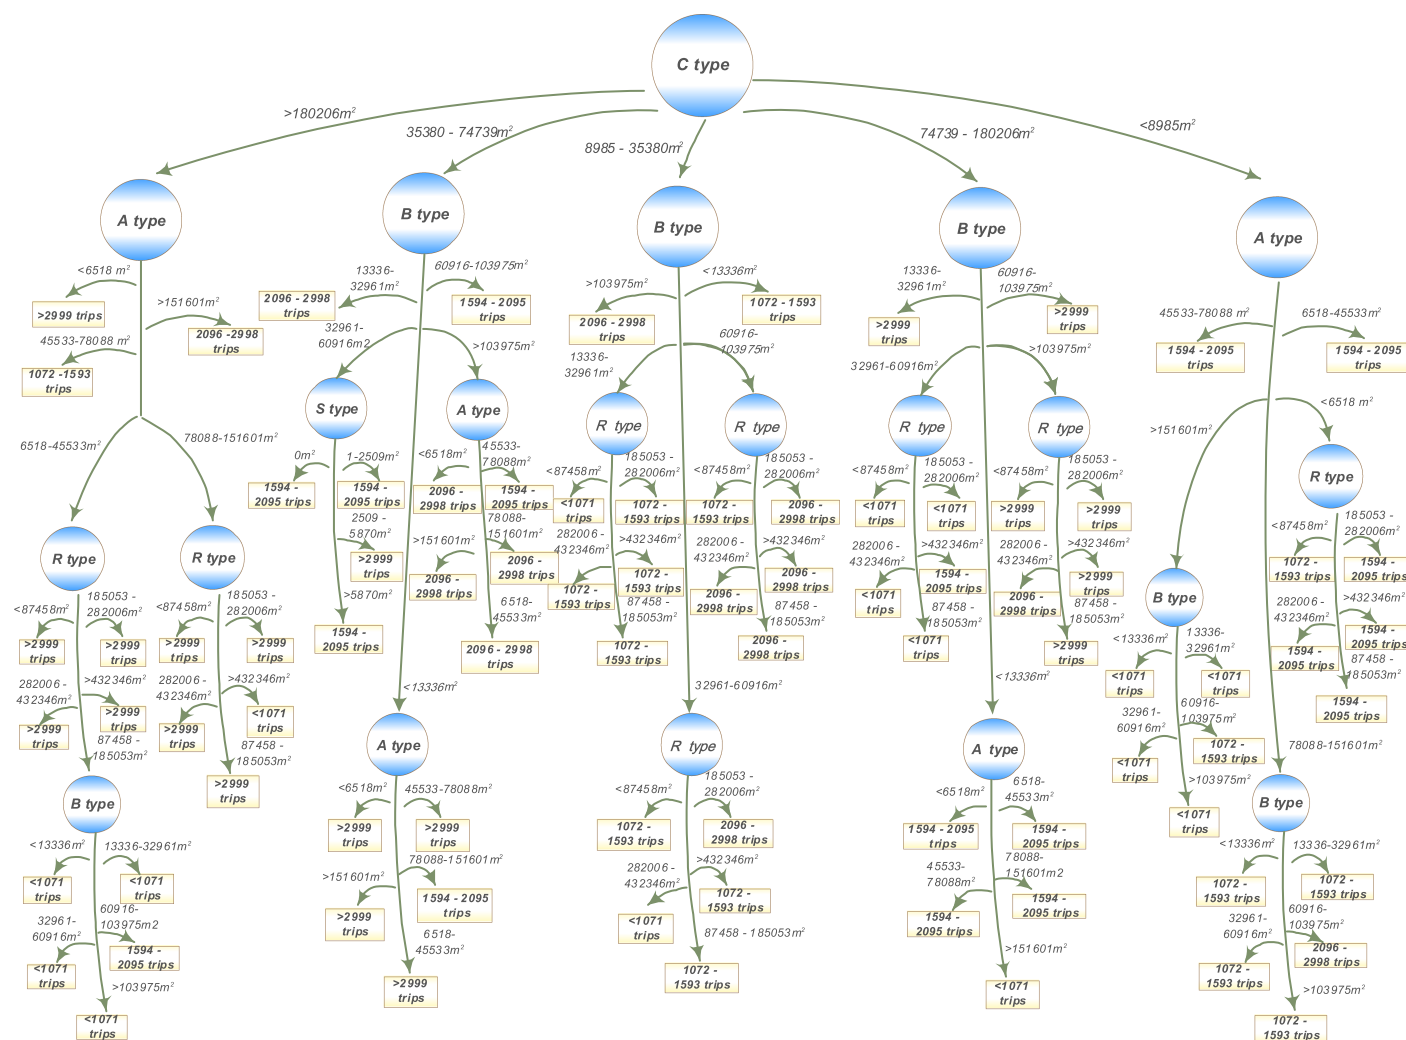 C type
>180206m²
35380 - 74739m²
8985 - 35380m²
74739 - 180206m²
<8985m²
A type
<6518 m²
>2999 trips
>151601m²
2096 -2998
trips
45533-78088 m²
1072 -1593
trips
6518-45533m²
78088-151601m²
R type
<87458m²
>2999
trips
185053 -
282006m²
>2999
trips
282006 -
432346m²
>2999
trips
>432346m²
>2999
trips
87458 -
185053m²
B type
<13336m²
<1071
trips
13336-32961m²
<1071
trips
32961-
60916m²
<1071
trips
60916-
103975m2
1594 -
2095 trips
>103975m²
<1071
trips
R type
<87458m²
>2999
trips
185053 -
282006m²
>2999
trips
282006 -
432346m²
>2999
trips
>432346m²
<1071
trips
87458 -
185053m²
>2999
trips
B type
13336-
32961m²
2096 - 2998
trips
60916-103975m²
1594 - 2095
trips
32961-
60916m2
>103975m²
S type
0m²
1594 -
2095 trips
1-2509m²
1594 -
2095 trips
2509 -
5870m²
>2999
trips
>5870m²
1594 -
2095 trips
A type
<6518m²
2096 -
2998 trips
45533-
78088m²
1594 -
2095 trips
>151601m²
2096 -
2998 trips
78088-
151601m²
2096 -
2998 trips
6518-
45533m²
2096 - 2998
trips
<13336m²
A type
<6518m²
>2999
trips
45533-78088m²
>2999
trips
>151601m²
>2999
trips
78088-151601m²
1594 - 2095
trips
6518-
45533m²
>2999
trips
B type
>103975m²
2096 - 2998
trips
<13336m²
1072 - 1593
trips
13336-
32961m²
60916-
103975m²
R type
<87458m²
<1071
trips
185053 -
282006m²
1072 -
1593 trips
282006 -
432346m²
1072 -
1593 trips
>432346m²
1072 -
1593 trips
87458 -
185053m²
1072 -
1593 trips
R type
<87458m²
1072 -
1593 trips
185053 -
282006m²
2096 -
2998 trips
282006 -
432346m²
2096 -
2998 trips
>432346m²
2096 -
2998 trips
87458 -
185053m²
2096 -
2998 trips
32961-60916m²
R type
<87458m²
1072 -
1593 trips
185053 -
282006m²
2096 -
2998 trips
282006 -
432346m²
<1071
trips
>432346m²
1072 -
1593 trips
87458 - 185053m²
1072 -
1593 trips
B type
13336-
32961m²
>2999
trips
60916-
103975m²
>2999
trips
32961-60916m²
>103975m²
R type
<87458m²
<1071
trips
185053 -
282006m²
<1071
trips
282006 -
432346m²
<1071
trips
>432346m²
1594 -
2095 trips
87458 -
185053m²
<1071
trips
R type
<87458m²
>2999
trips
185053 -
282006m²
>2999
trips
282006 -
432346m²
2096 -
2998 trips
>432346m²
>2999
trips
87458 -
185053m²
>2999
trips
<13336m²
A type
<6518m²
1594 - 2095
trips
6518-
45533m²
1594 -
2095 trips
45533-
78088m²
1594 -
2095 trips
78088-
151601m2
1594 -
2095 trips
>151601m²
<1071
trips
A type
45533-78088 m²
1594 - 2095
trips
6518-45533m²
1594 - 2095
trips
>151601m²
<6518 m²
R type
<87458m²
1072 -
1593 trips
185053 -
282006m²
1594 -
2095 trips
282006 -
432346m²
1594 -
2095 trips
>432346m²
1594 -
2095 trips
87458 -
185053m²
1594 -
2095 trips
B type
<13336m²
<1071
trips
13336-
32961m²
<1071
trips
32961-
60916m²
<1071
trips
60916-
103975m²
1072 -
1593 trips
>103975m²
<1071
trips
78088-151601m²
B type
<13336m²
1072 -
1593 trips
13336-32961m²
1072 -
1593 trips
32961-
60916m²
1072 -
1593 trips
60916-
103975m²
2096 -
2998 trips
>103975m²
1072 -
1593 trips